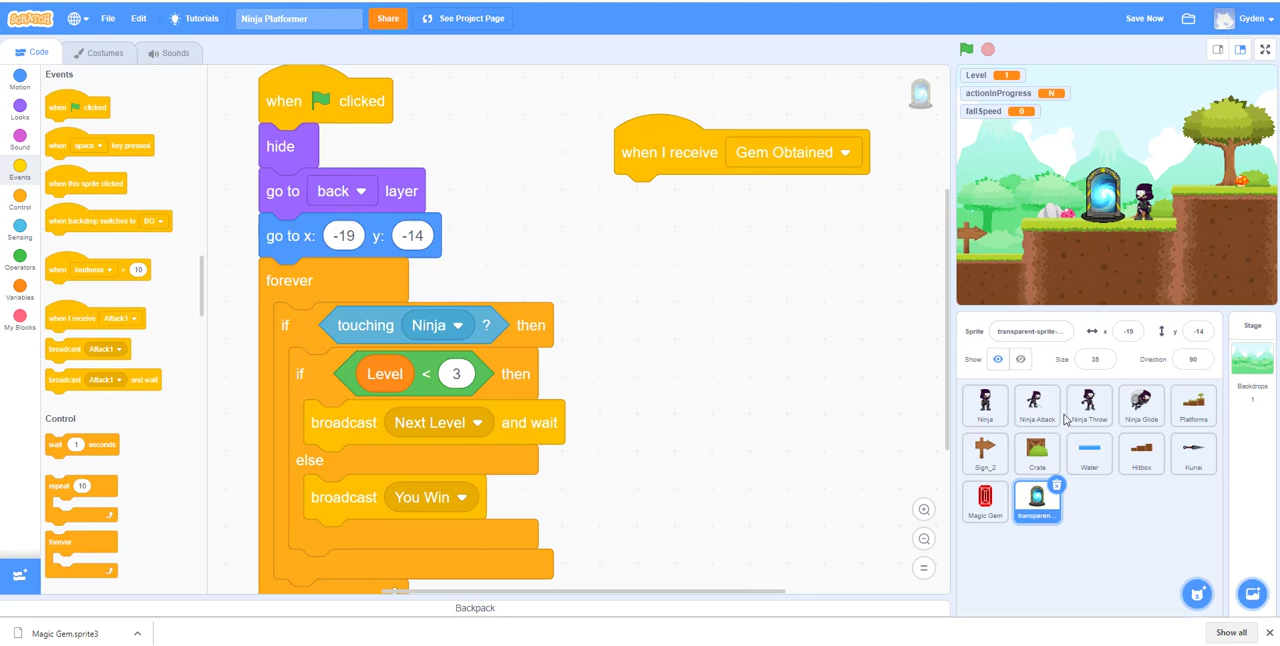 SCRATCH File Edit Tutorials Ninja Platformer Share See Project Page Save Now Gyden
Code Costumes Sounds
Motion
Looks
Sound
Events
Control
Sensing
Operators
Variables
My Blocks
Events
when clicked
when space key pressed
when this sprite clicked
when backdrop switches to BG
when loudness > 10
when I receive Attack1
broadcast Attack1
broadcast Attack1 and wait
Control
wait 1 seconds
repeat 10
forever
when clicked
hide
go to back layer
go to x: -19 y: -14
forever
if touching Ninja ? then
if Level < 3 then
broadcast Next Level and wait
else
broadcast You Win
when I receive Gem Obtained
Backpack
Level 1
actionInProgress N
fallSpeed 0
Sprite transparent-sprite-... x -19 y -14
Show Size 35 Direction 90
Ninja Ninja Attack Ninja Throw Ninja Glide Platforms
Sign_2 Crate Water Hitbox Kunai
Magic Gem transparen...
Stage
Backdrops
1
Magic Gem.sprite3 Show all